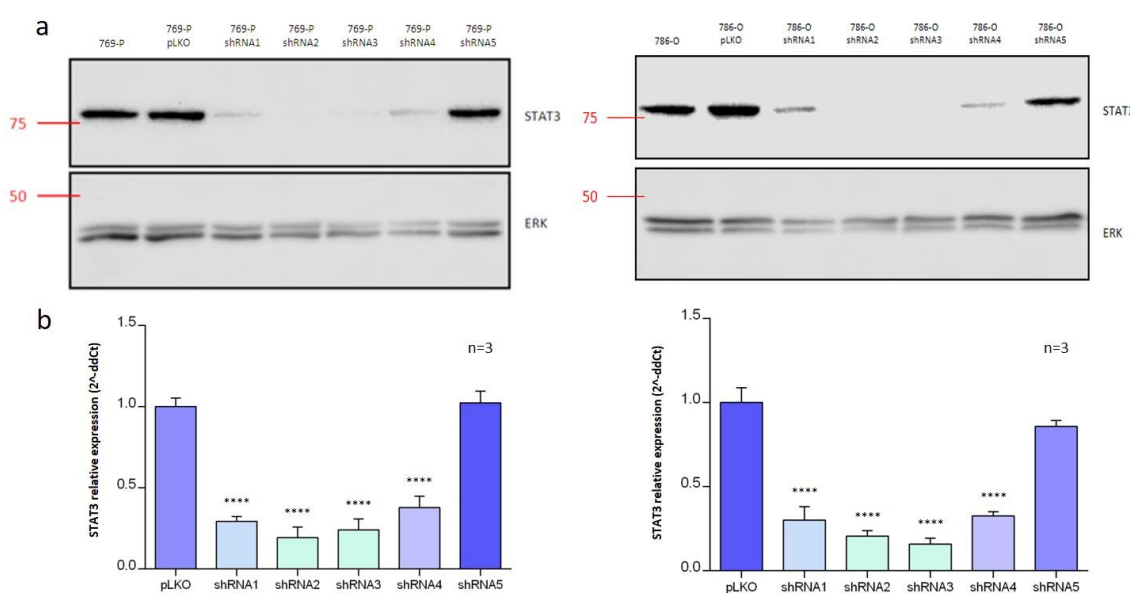 a
769-P
769-P
pLKO
769-P
shRNA1
769-P
shRNA2
769-P
shRNA3
769-P
shRNA4
769-P
shRNA5
75
STAT3
50
ERK
786-O
786-O
pLKO
786-O
shRNA1
786-O
shRNA2
786-O
shRNA3
786-O
shRNA4
786-O
shRNA5
75
STAT3
50
ERK
b
STAT3 relative expression (2^-ddCt)
1.5
1.0
0.5
0.0
n=3
****
****
****
****
pLKO shRNA1 shRNA2 shRNA3 shRNA4 shRNA5
STAT3 relative expression (2^-ddCt)
1.5
1.0
0.5
0.0
n=3
****
****
****
****
pLKO shRNA1 shRNA2 shRNA3 shRNA4 shRNA5